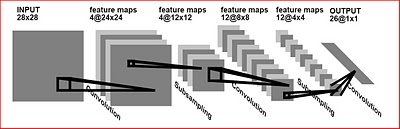 INPUT
28x28
feature maps
4@24x24
feature maps
4@12x12
feature maps
12@8x8
feature maps
12@4x4
OUTPUT
26@1x1
Convolution
Subsampling
Convolution
Subsampling
Convolution